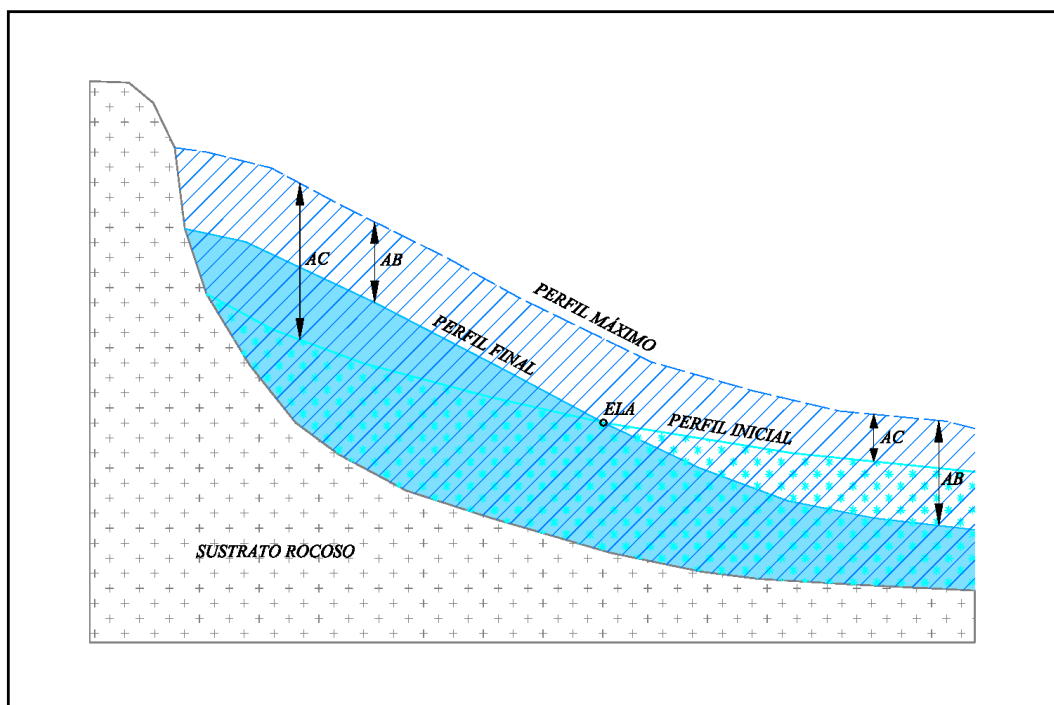 AC
AB
PERFIL MÁXIMO
PERFIL FINAL
ELA
PERFIL INICIAL
AC
AB
SUSTRATO ROCOSO